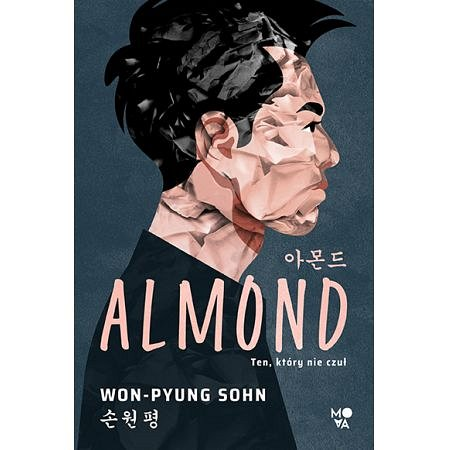 아몬드
ALMOND
Ten, który nie czuł
WON-PYUNG SOHN
손원평
MOVA